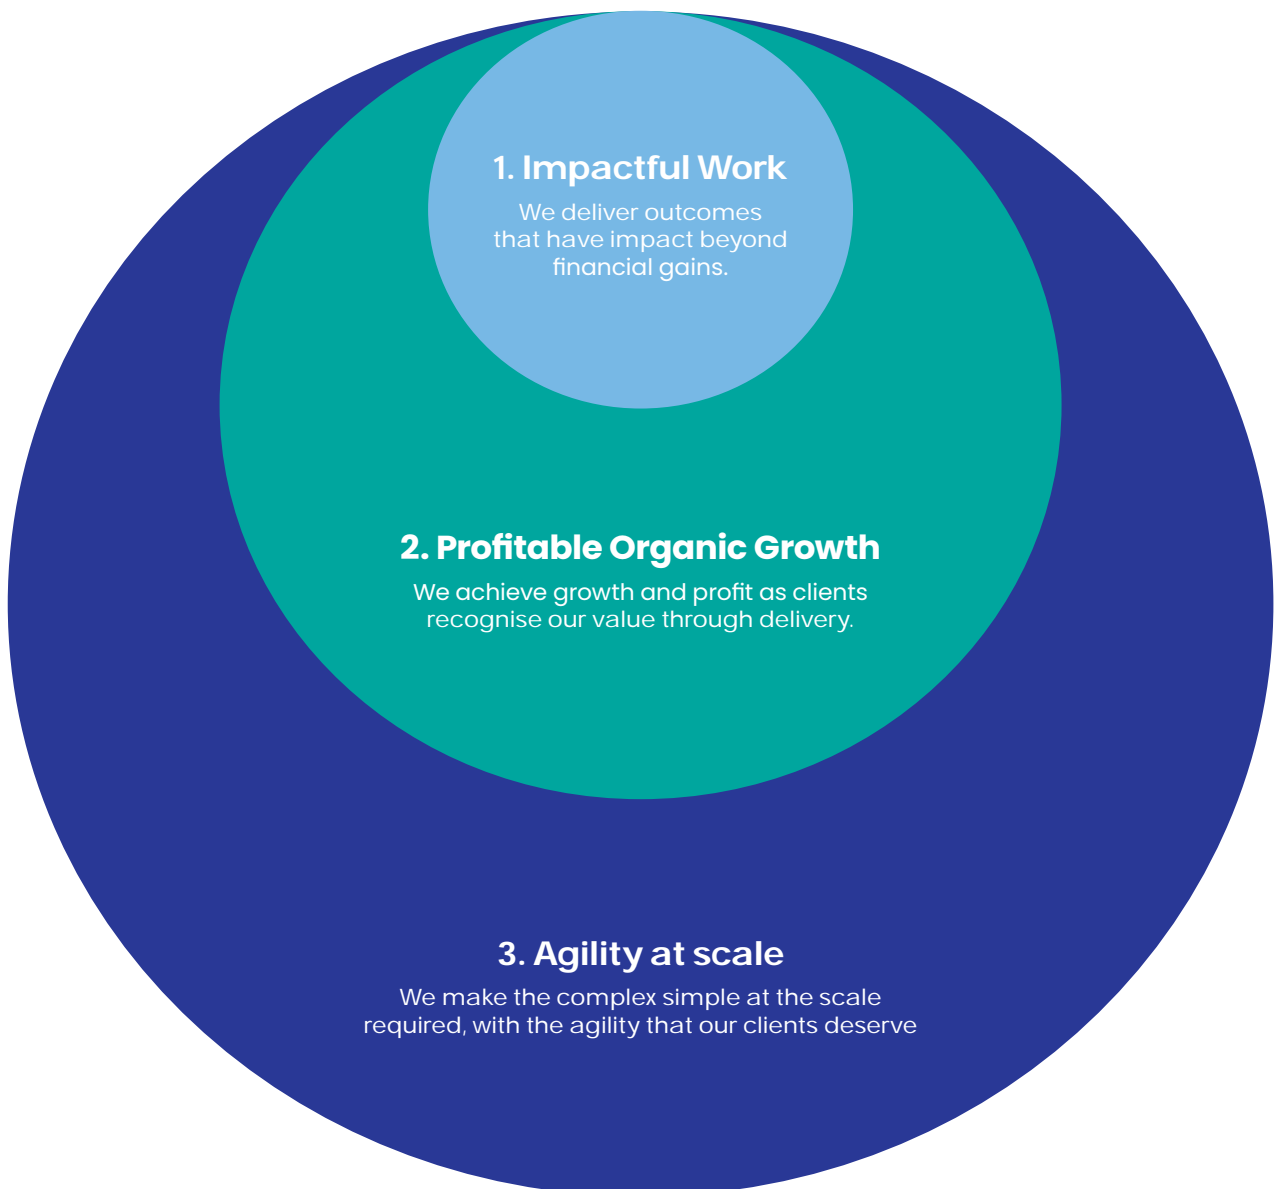 1. Impactful Work
We deliver outcomes
that have impact beyond
financial gains.
2. Profitable Organic Growth
We achieve growth and profit as clients
recognise our value through delivery.
3. Agility at scale
We make the complex simple at the scale
required, with the agility that our clients deserve